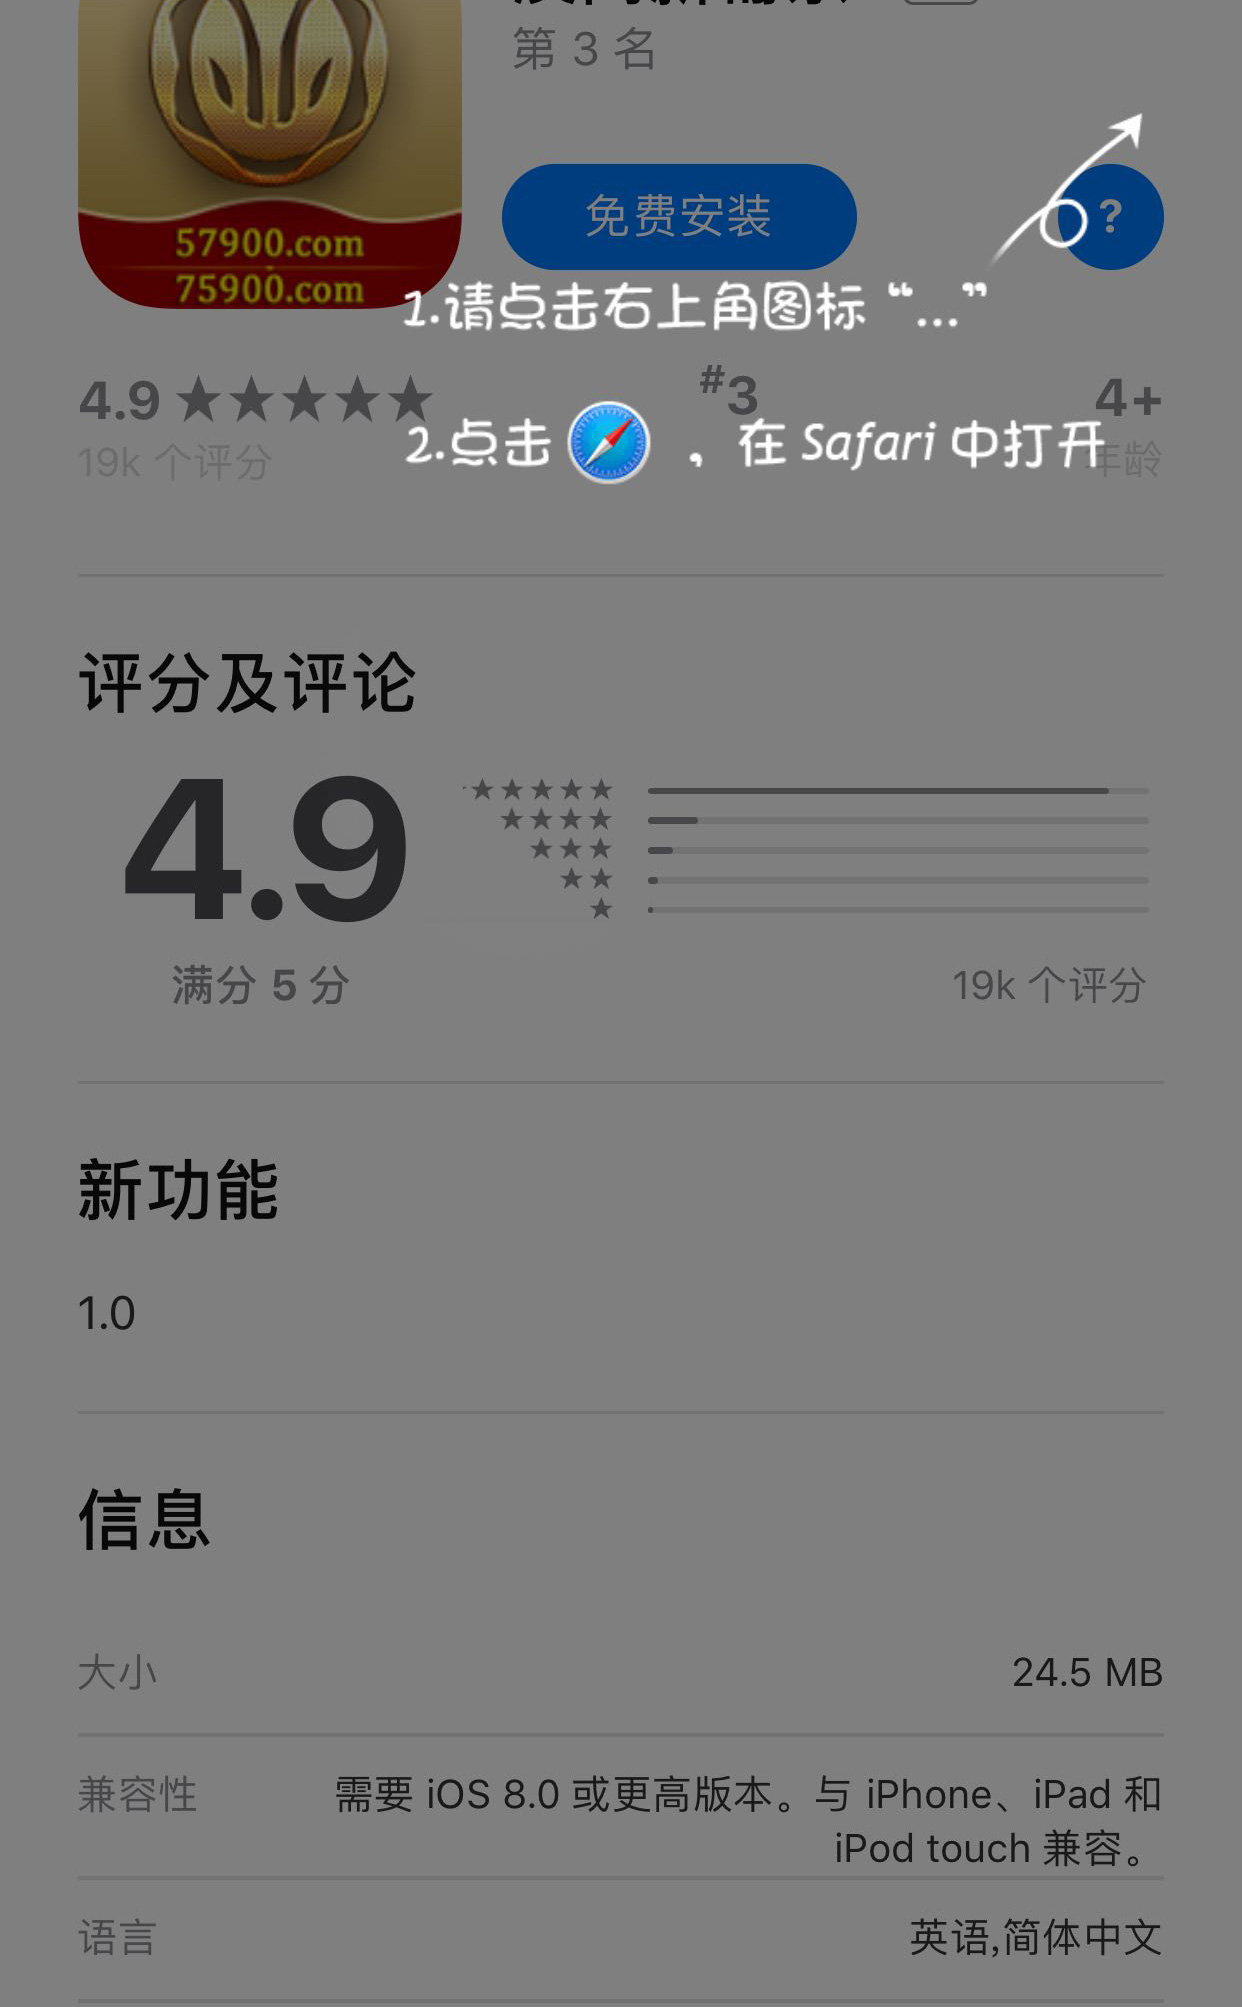 第 3 名
免费安装
?
57900.com
75900.com
1.请点击右上角图标“...”
4.9
#3
4+
2.点击 ，在 Safari 中打开
19k 个评分
年龄
评分及评论
4.9
满分 5 分
19k 个评分
新功能
1.0
信息
大小
24.5 MB
兼容性
需要 iOS 8.0 或更高版本。与 iPhone、iPad 和
iPod touch 兼容。
语言
英语,简体中文